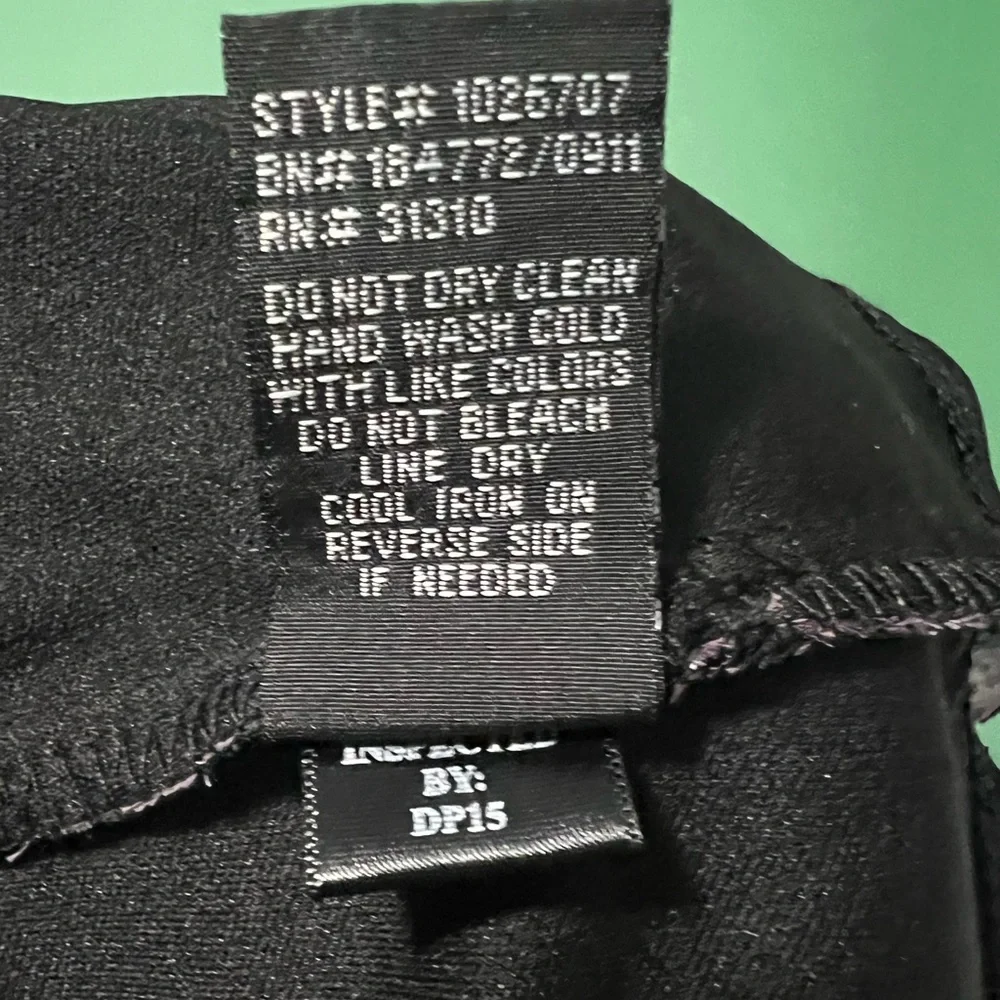 STYLE# 1026707
BN# 184772/0911
RN# 31310
DO NOT DRY CLEAN
HAND WASH COLD
WITH LIKE COLORS
DO NOT BLEACH
LINE DRY
COOL IRON ON
REVERSE SIDE
IF NEEDED
INSPECTED
BY:
DP15